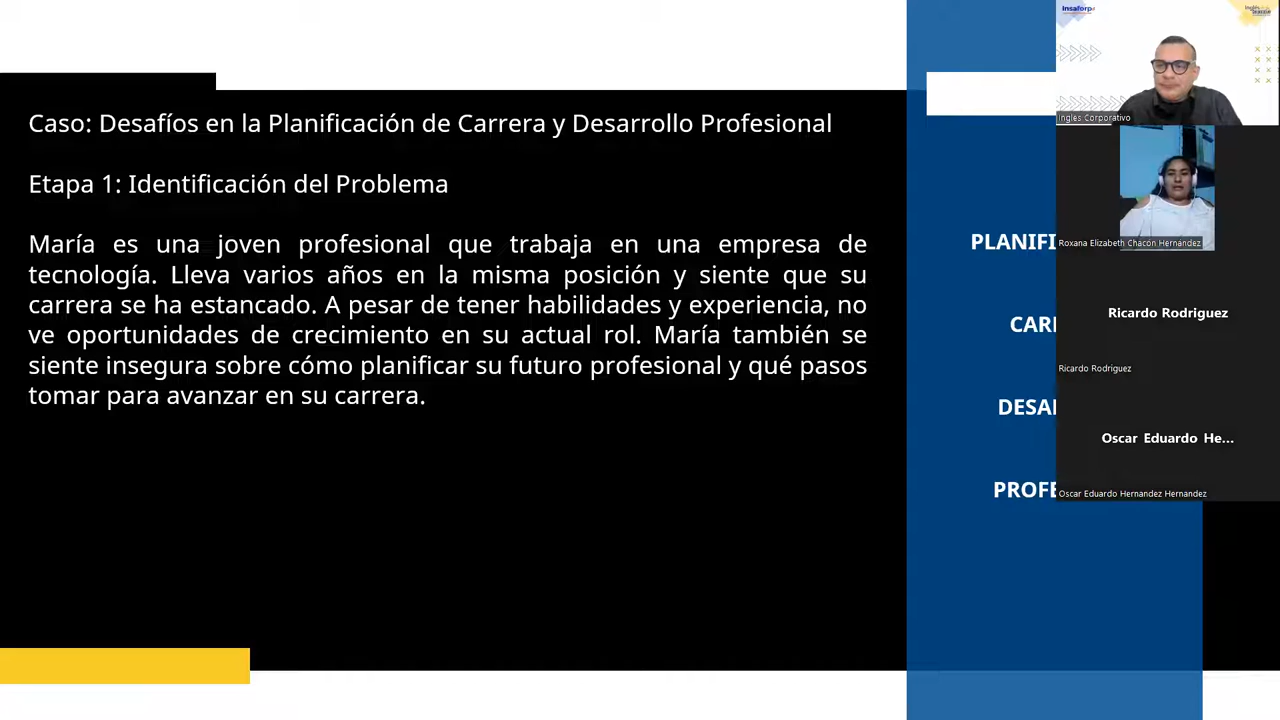 Caso: Desafíos en la Planificación de Carrera y Desarrollo Profesional
Etapa 1: Identificación del Problema
María es una joven profesional que trabaja en una empresa de
tecnología. Lleva varios años en la misma posición y siente que su
carrera se ha estancado. A pesar de tener habilidades y experiencia, no
ve oportunidades de crecimiento en su actual rol. María también se
siente insegura sobre cómo planificar su futuro profesional y qué pasos
tomar para avanzar en su carrera.
PLANIFI
CARI
DESAI
PROFE
insaforp
Ingles Corporativo
Roxana Elizabeth Chacon Hernández
Ricardo Rodriguez
Ricardo Rodriguez
Oscar Eduardo He...
Oscar Eduardo Hernandez Hernandez